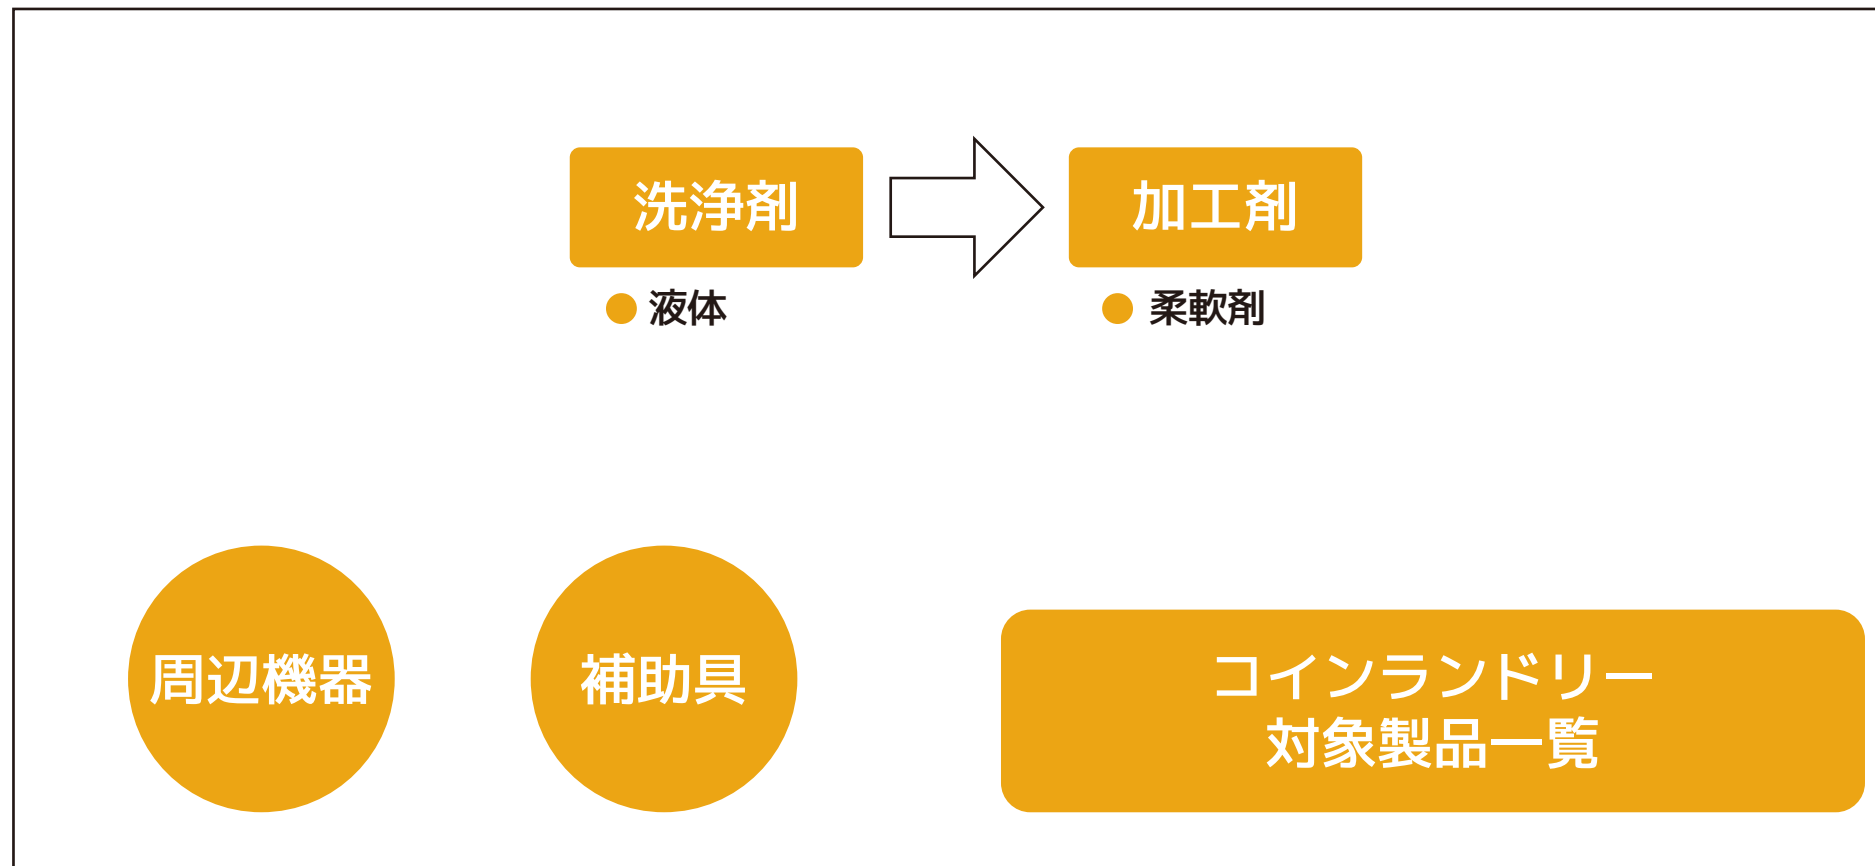 洗浄剤
加工剤
液体
柔軟剤
周辺機器
補助具
コインランドリー
対象製品一覧